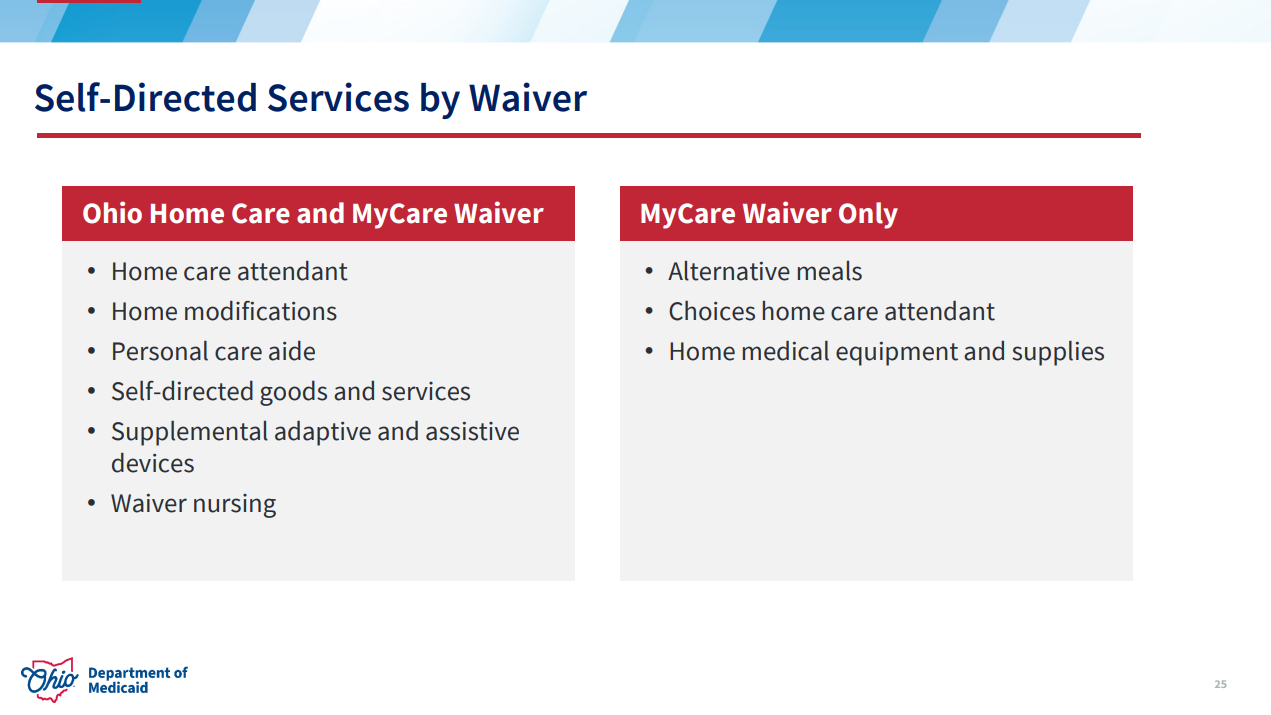 Self-Directed Services by Waiver
Ohio Home Care and MyCare Waiver
• Home care attendant
• Home modifications
• Personal care aide
• Self-directed goods and services
• Supplemental adaptive and assistive
devices
• Waiver nursing
MyCare Waiver Only
• Alternative meals
• Choices home care attendant
• Home medical equipment and supplies
Ohio
Department of
Medicaid
25